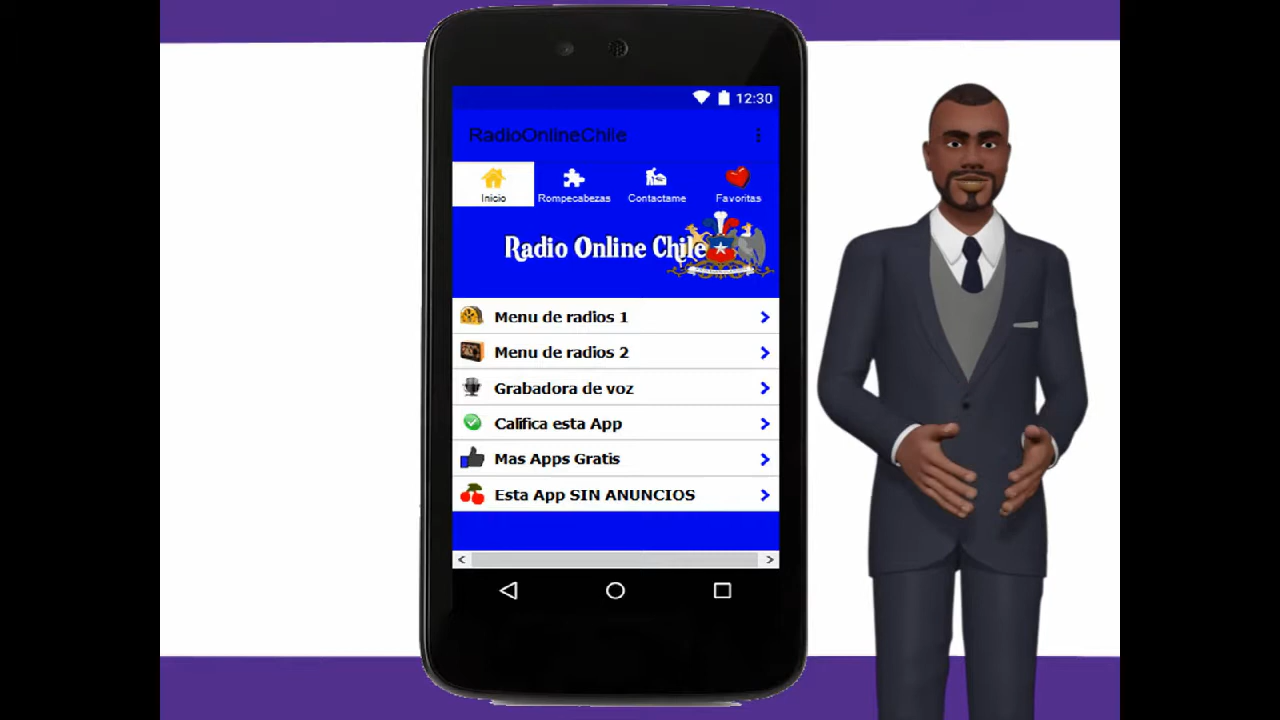 12:30
RadioOnlineChile
Inicio
Rompecabezas
Contactame
Favoritas
Radio Online Chile
Menu de radios 1
Menu de radios 2
Grabadora de voz
Califica esta App
Mas Apps Gratis
Esta App SIN ANUNCIOS